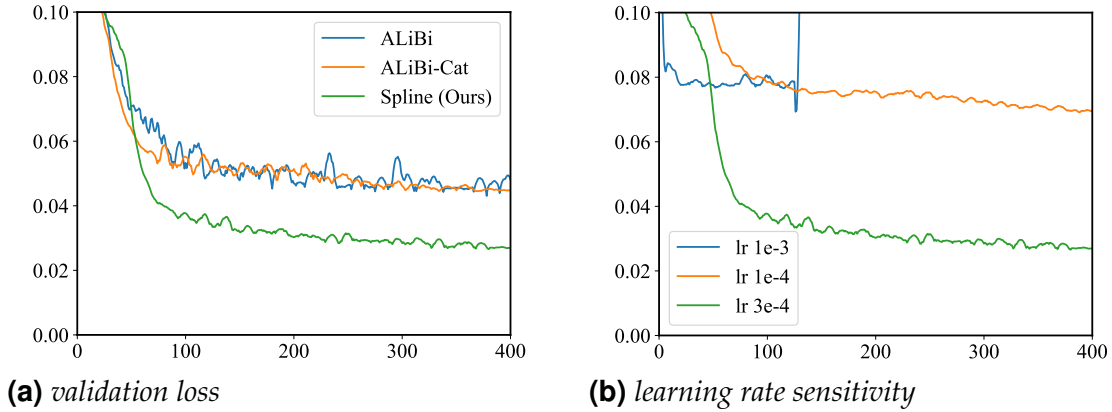 0.10
0.08
0.06
0.04
0.02
0.00
0
100
200
300
400
ALiBi
ALiBi-Cat
Spline (Ours)
(a) validation loss
0.10
0.08
0.06
0.04
0.02
0.00
0
100
200
300
400
lr 1e-3
lr 1e-4
lr 3e-4
(b) learning rate sensitivity